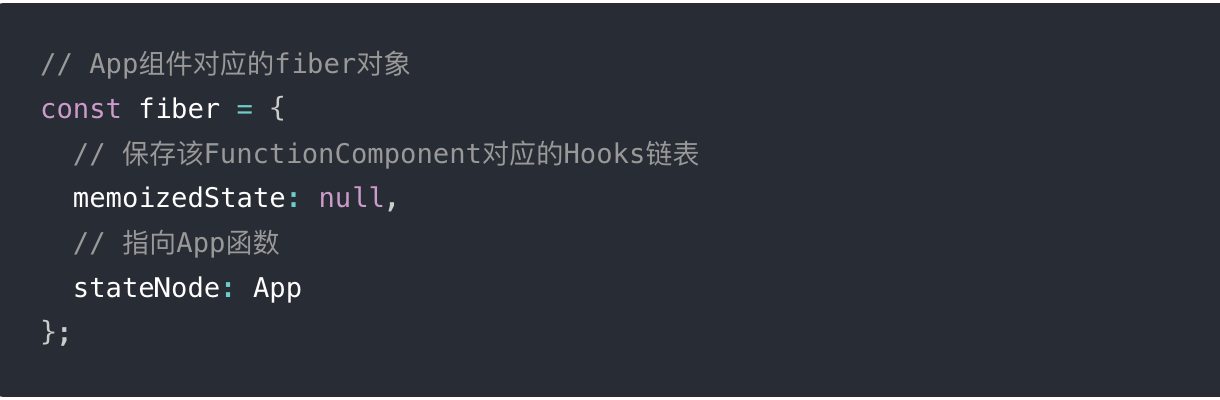 // App组件对应的fiber对象
const fiber = {
  // 保存该FunctionComponent对应的Hooks链表
  memoizedState: null,
  // 指向App函数
  stateNode: App
};